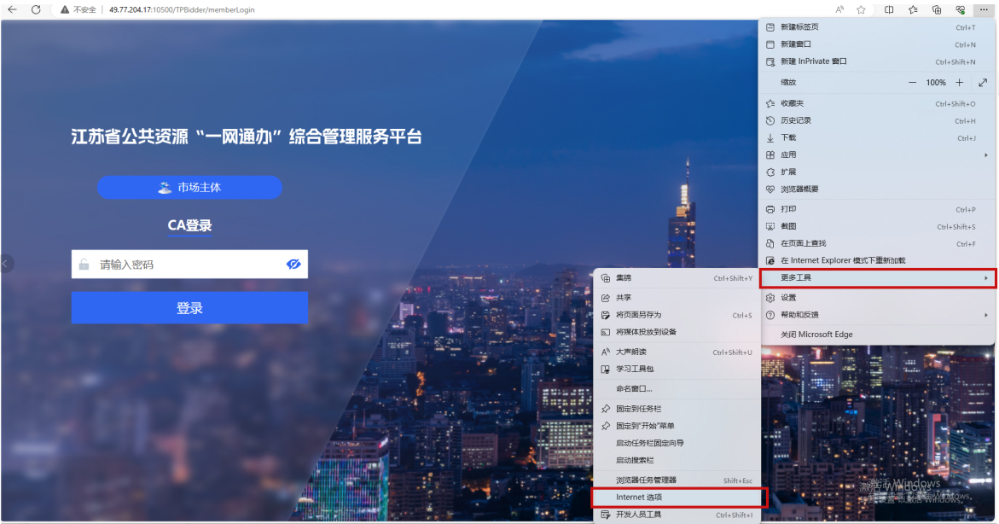 不安全 49.77.204.17:10500/TPBidder/memberLogin
江苏省公共资源“一网通办”综合管理服务平台
市场主体
CA登录
请输入密码
登录
新建标签页 Ctrl+T
新建窗口 Ctrl+N
新建 InPrivate 窗口 Ctrl+Shift+N
缩放 — 100% +
收藏夹 Ctrl+Shift+O
历史记录 Ctrl+H
下载 Ctrl+J
应用
扩展
浏览器概要
打印 Ctrl+P
截图 Ctrl+Shift+S
在页面上查找 Ctrl+F
在 Internet Explorer 模式下重新加载
更多工具
设置
帮助和反馈
关闭 Microsoft Edge
集锦 Ctrl+Shift+Y
共享
将页面另存为 Ctrl+S
将媒体投放到设备
大声朗读 Ctrl+Shift+U
学习工具包
命名窗口...
固定到任务栏
固定到"开始"菜单
启动任务栏固定向导
启动搜索栏
浏览器任务管理器 Shift+Esc
Internet 选项
开发人员工具 Ctrl+Shift+I
激活 Windows